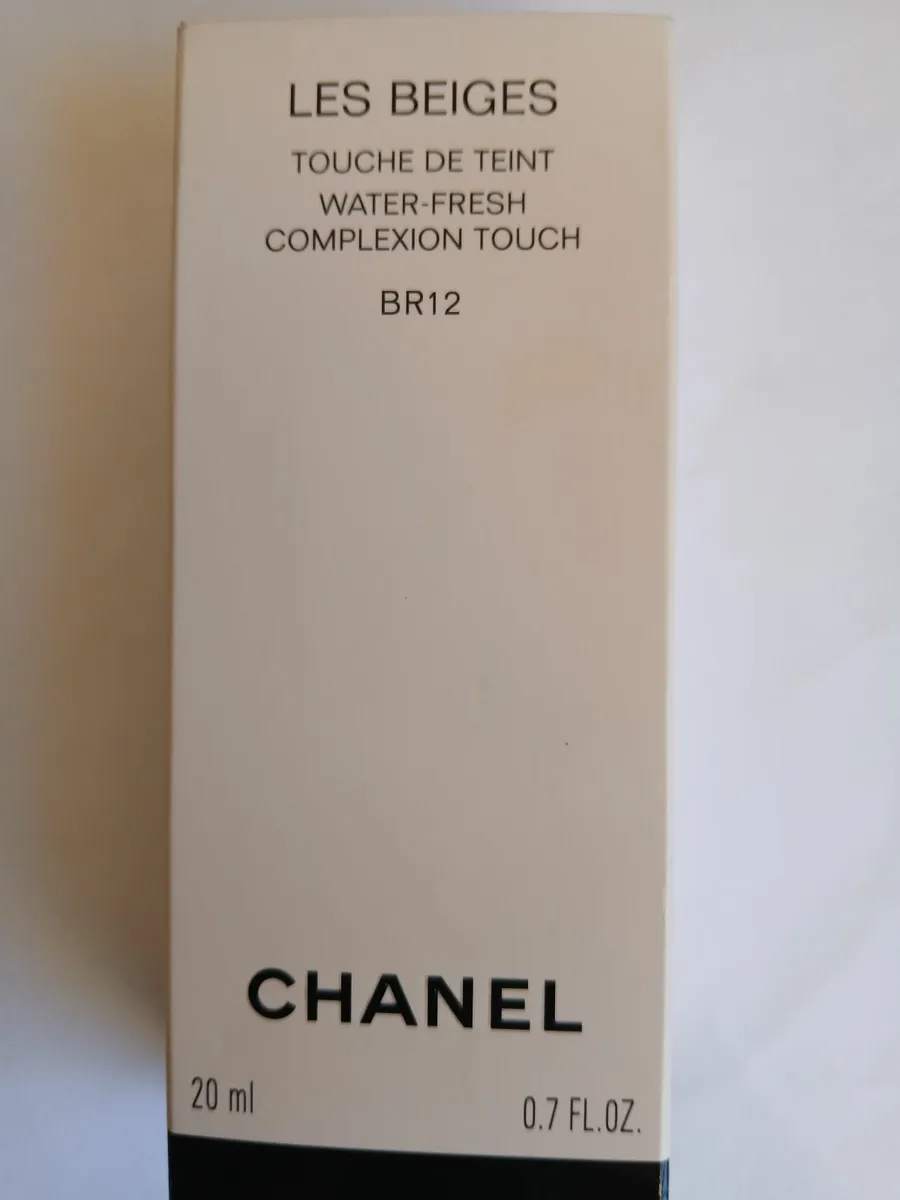 LES BEIGES
TOUCHE DE TEINT
WATER-FRESH
COMPLEXION TOUCH
BR12
CHANEL
20 ml
0.7 FL.OZ.